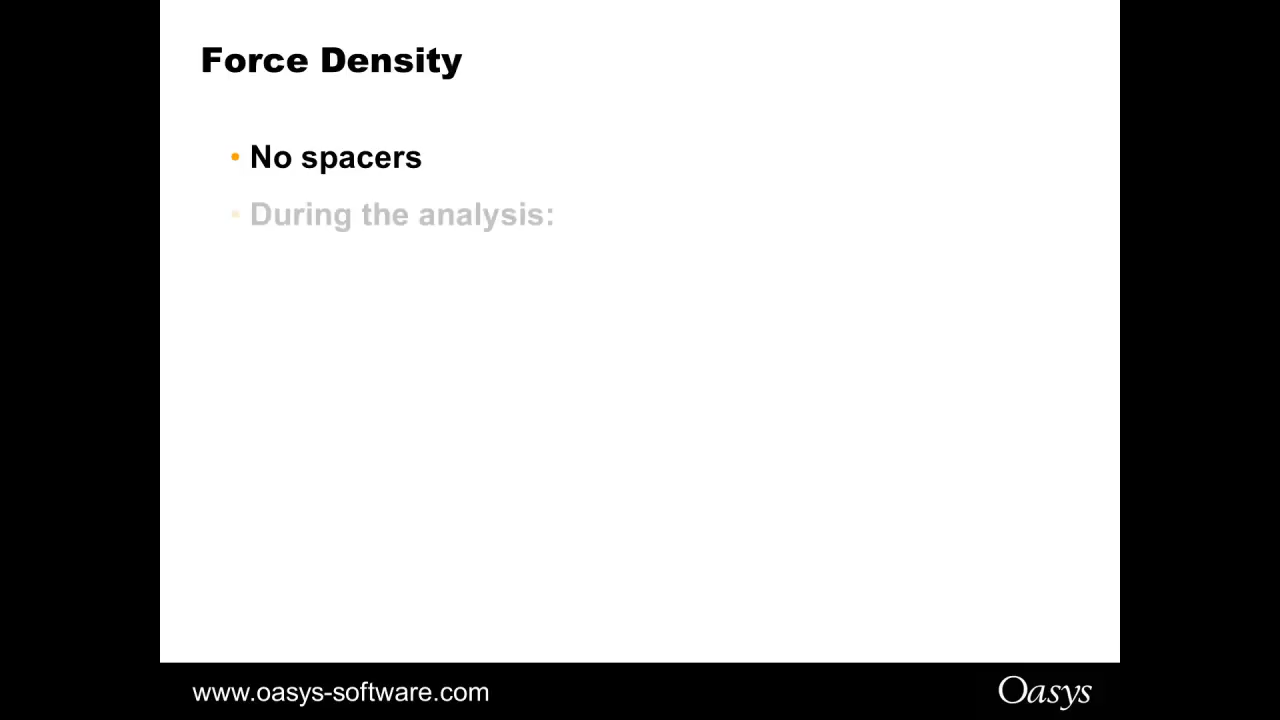 Force Density
• No spacers
• During the analysis:
www.oasys-software.com
Oasys